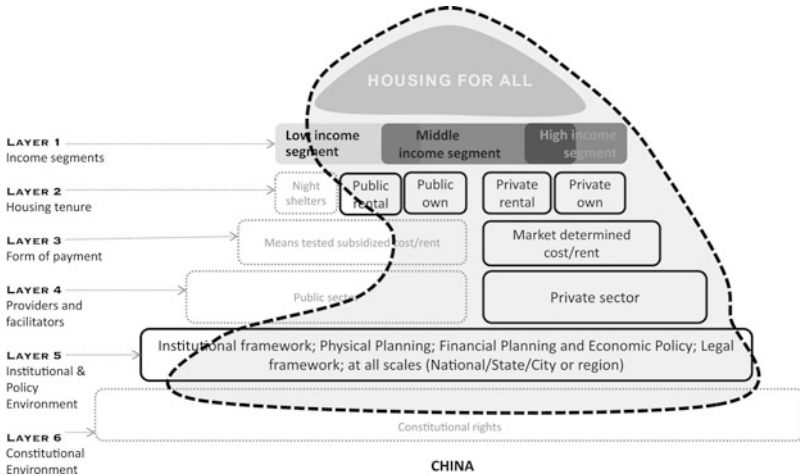 HOUSING FOR ALL
LAYER 1
Income segments
Low income
segment
Middle
income segment
High income
segment
LAYER 2
Housing tenure
Night
shelters
Public
rental
Public
own
Private
rental
Private
own
LAYER 3
Form of payment
Means tested subsidized cost/rent
Market determined
cost/rent
LAYER 4
Providers and
facilitators
Public sector
Private sector
LAYER 5
Institutional &
Policy
Environment
Institutional framework; Physical Planning; Financial Planning and Economic Policy; Legal
framework; at all scales (National/State/City or region)
LAYER 6
Constitutional
Environment
Constitutional rights
CHINA